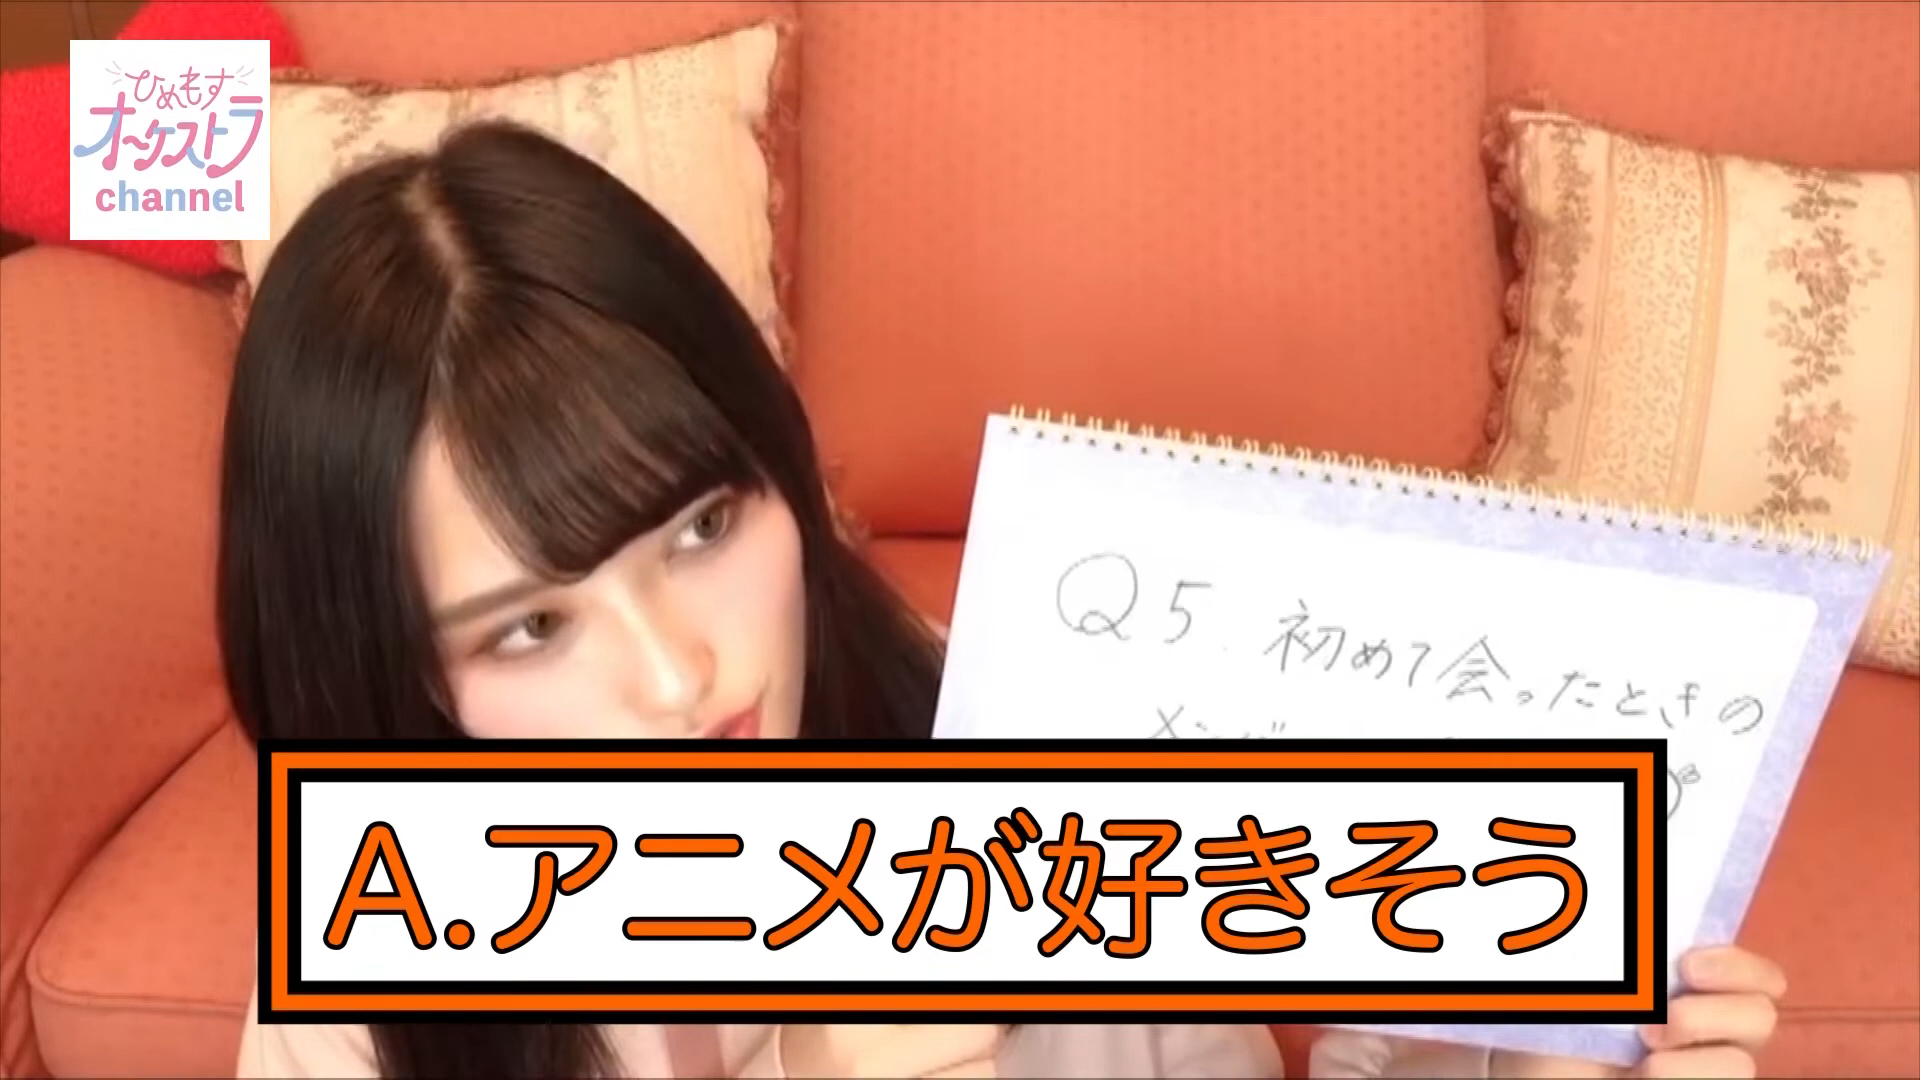 ひめもす
オーケストラ
channel
Q5. 初めて会ったときの
A.アニメが好きそう